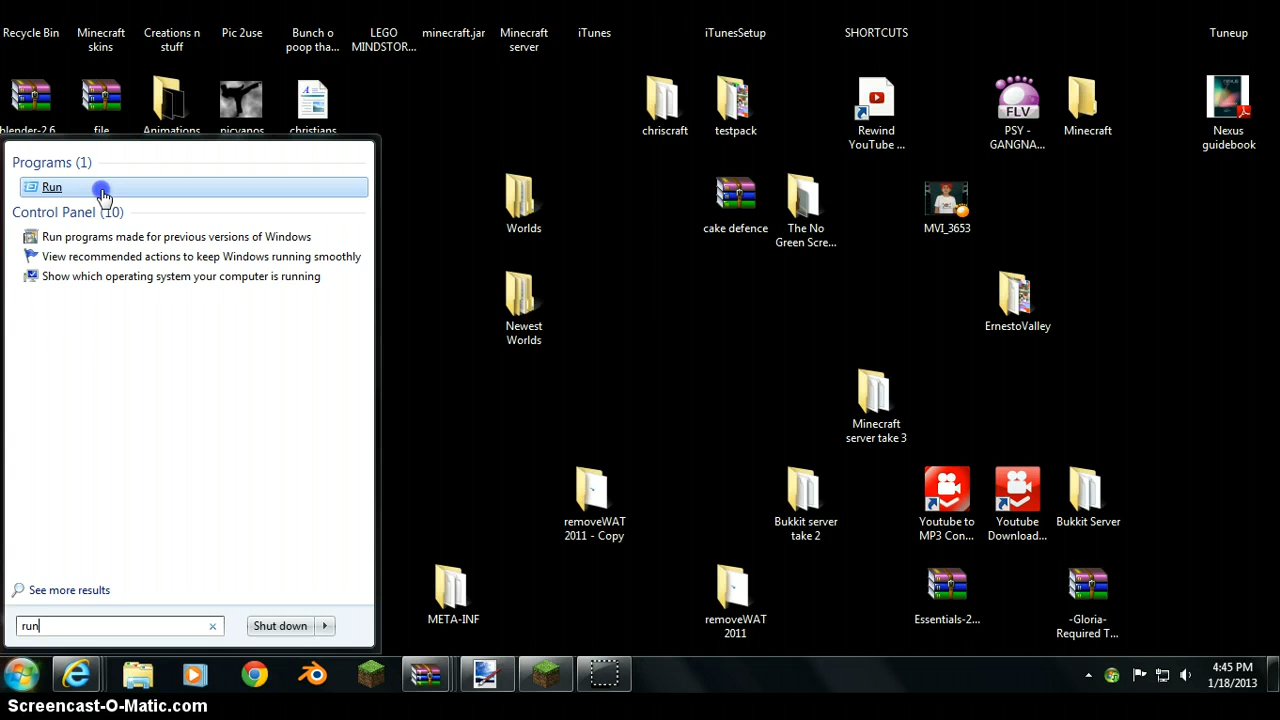 Recycle Bin
Minecraft
skins
Creations n
stuff
Pic 2use
Bunch o
poop tha...
LEGO
MINDSTOR...
minecraft.jar
Minecraft
server
iTunes
iTunesSetup
SHORTCUTS
Tuneup
blender-2.6
file
Animations
picvanos
christians
chriscraft
testpack
Rewind
YouTube ...
FLV
PSY -
GANGNA...
Minecraft
Nexus
guidebook
Programs (1)
Run
Control Panel (10)
Run programs made for previous versions of Windows
View recommended actions to keep Windows running smoothly
Show which operating system your computer is running
Worlds
cake defence
The No
Green Scre...
MVI_3653
Newest
Worlds
ErnestoValley
Minecraft
server take 3
removeWAT
2011 - Copy
Bukkit server
take 2
Youtube to
MP3 Con...
Youtube
Download...
Bukkit Server
META-INF
removeWAT
2011
Essentials-2...
-Gloria-
Required T...
See more results
run
Shut down
4:45 PM
1/18/2013
Screencast-O-Matic.com